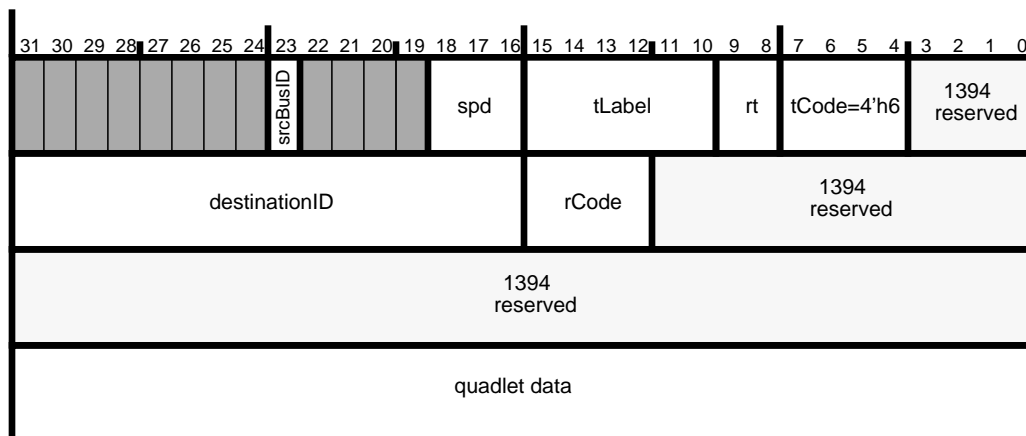 31 30 29 28 27 26 25 24 23 22 21 20 19 18 17 16 15 14 13 12 11 10 9 8 7 6 5 4 3 2 1 0
srcBusID spd tLabel rt tCode=4'h6 1394
reserved
destinationID rCode 1394
reserved
1394
reserved
quadlet data